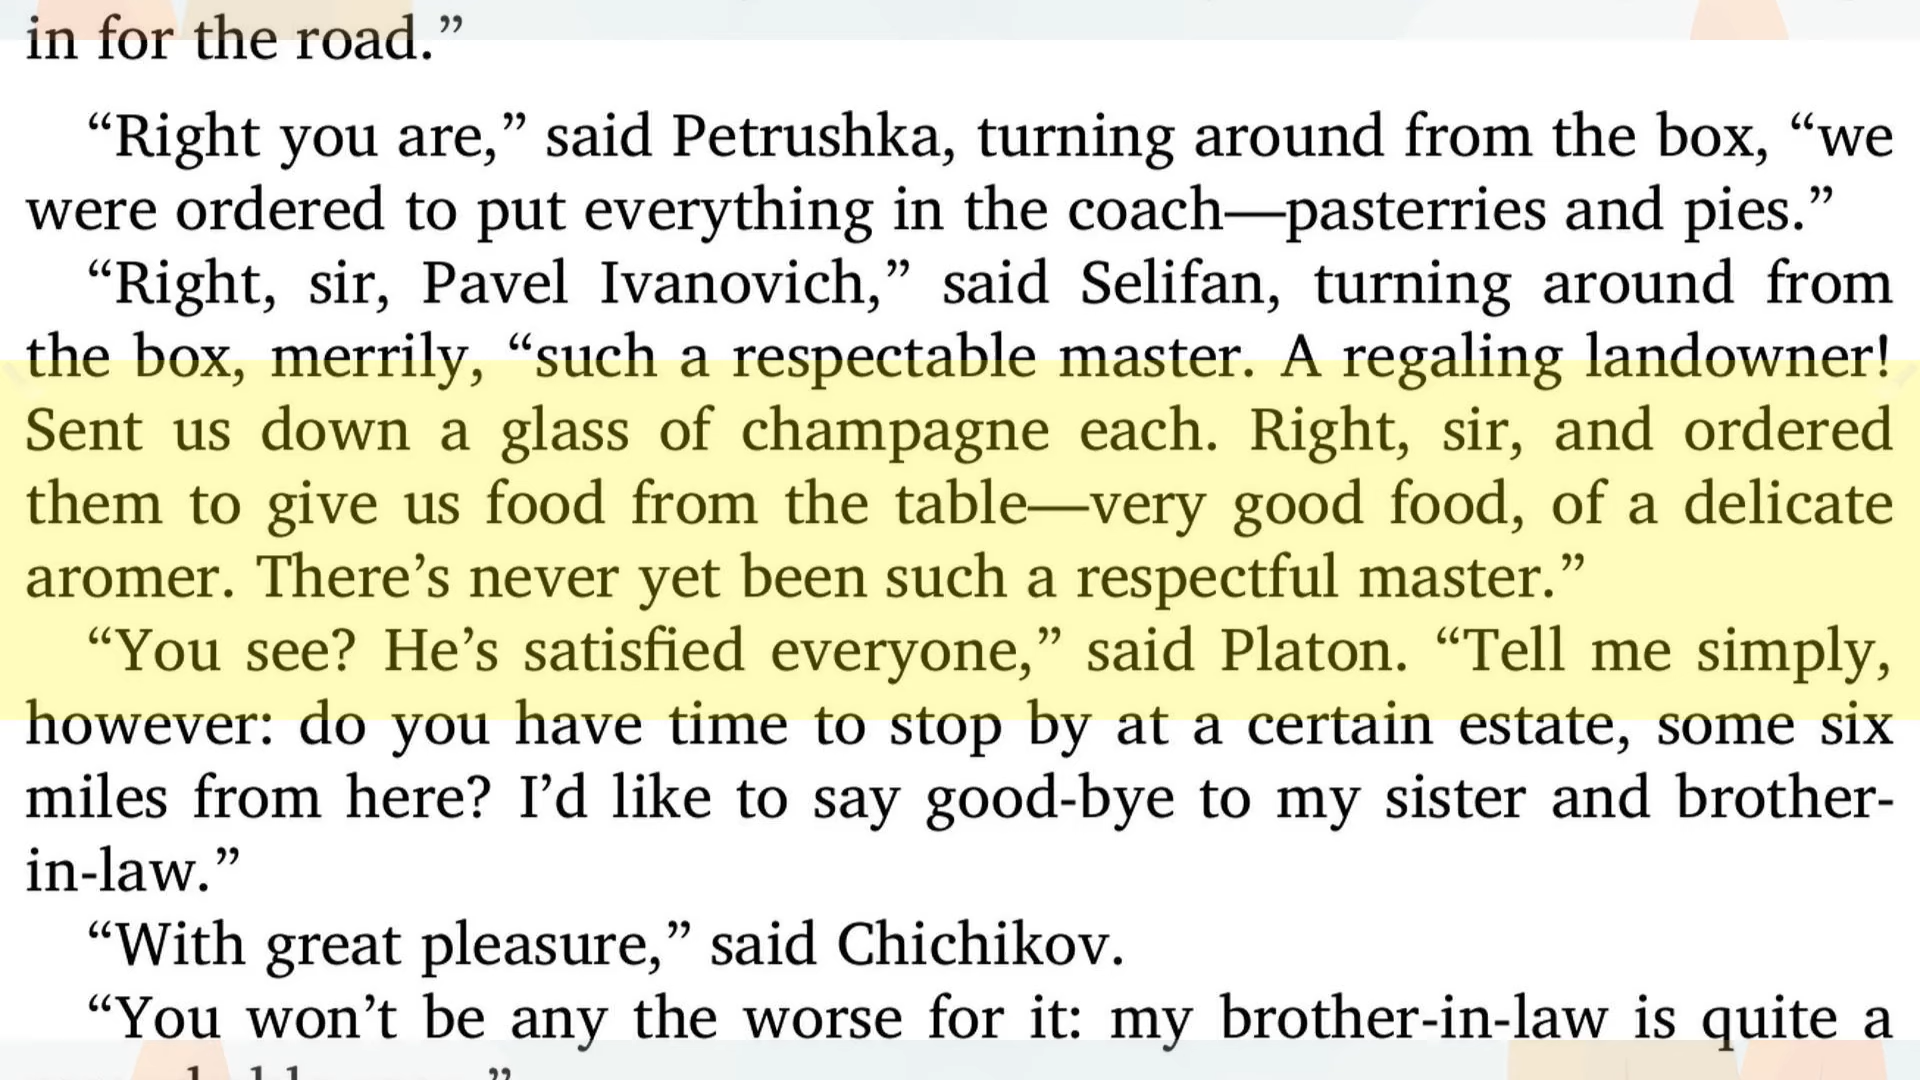 in for the road.”
“Right you are,” said Petrushka, turning around from the box, “we
were ordered to put everything in the coach—pasterries and pies.”
“Right, sir, Pavel Ivanovich,” said Selifan, turning around from
the box, merrily, “such a respectable master. A regaling landowner!
Sent us down a glass of champagne each. Right, sir, and ordered
them to give us food from the table—very good food, of a delicate
aromer. There’s never yet been such a respectful master.”
“You see? He’s satisfied everyone,” said Platon. “Tell me simply,
however: do you have time to stop by at a certain estate, some six
miles from here? I’d like to say good-bye to my sister and brother-
in-law.”
“With great pleasure,” said Chichikov.
“You won’t be any the worse for it: my brother-in-law is quite a